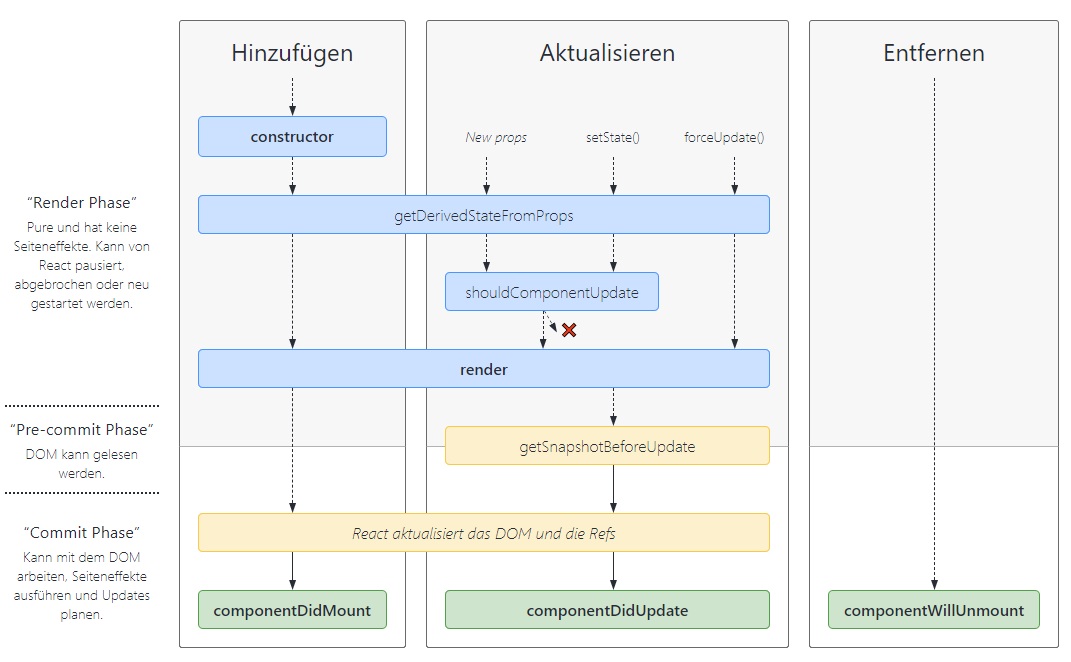 Hinzufügen
Aktualisieren
Entfernen
constructor
New props
setState()
forceUpdate()
“Render Phase”
Pure und hat keine
Seiteneffekte. Kann von
React pausiert,
abgebrochen oder neu
gestartet werden.
getDerivedStateFromProps
shouldComponentUpdate
render
“Pre-commit Phase”
DOM kann gelesen
werden.
getSnapshotBeforeUpdate
“Commit Phase”
Kann mit dem DOM
arbeiten, Seiteneffekte
ausführen und Updates
planen.
React aktualisiert das DOM und die Refs
componentDidMount
componentDidUpdate
componentWillUnmount